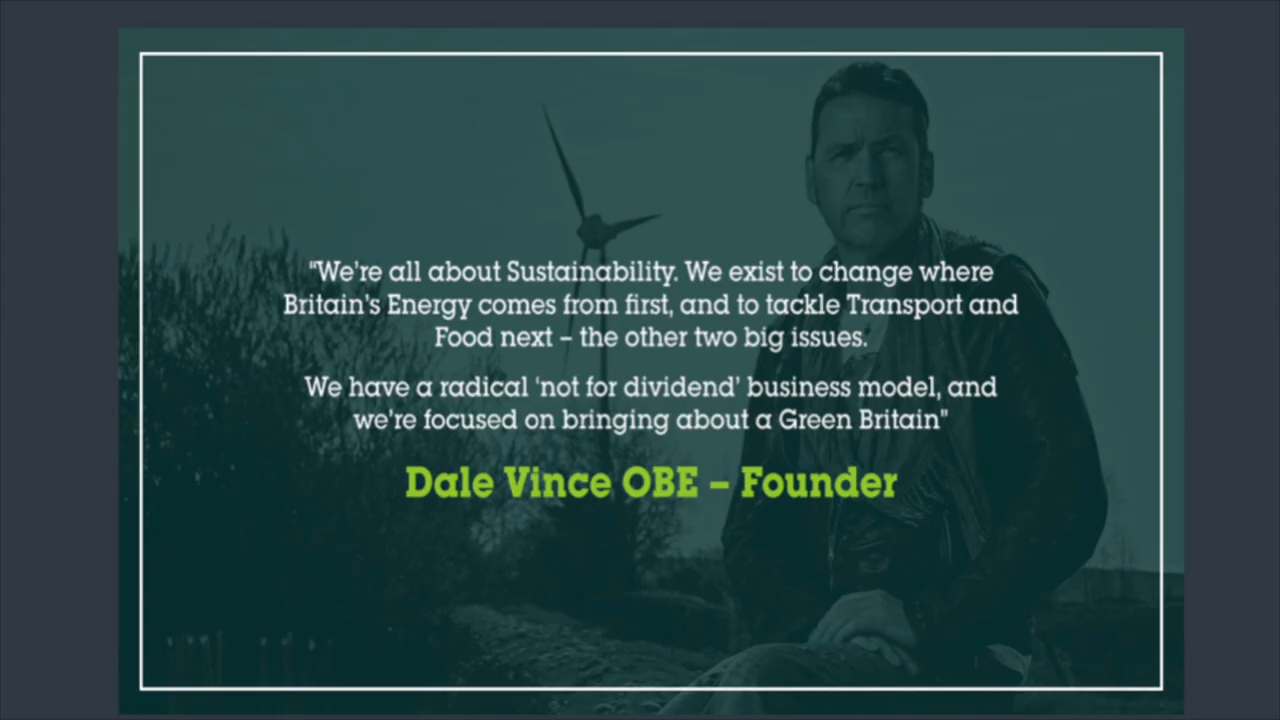 “We’re all about Sustainability. We exist to change where
Britain’s Energy comes from first, and to tackle Transport and
Food next – the other two big issues.
We have a radical ‘not for dividend’ business model, and
we’re focused on bringing about a Green Britain”
Dale Vince OBE – Founder